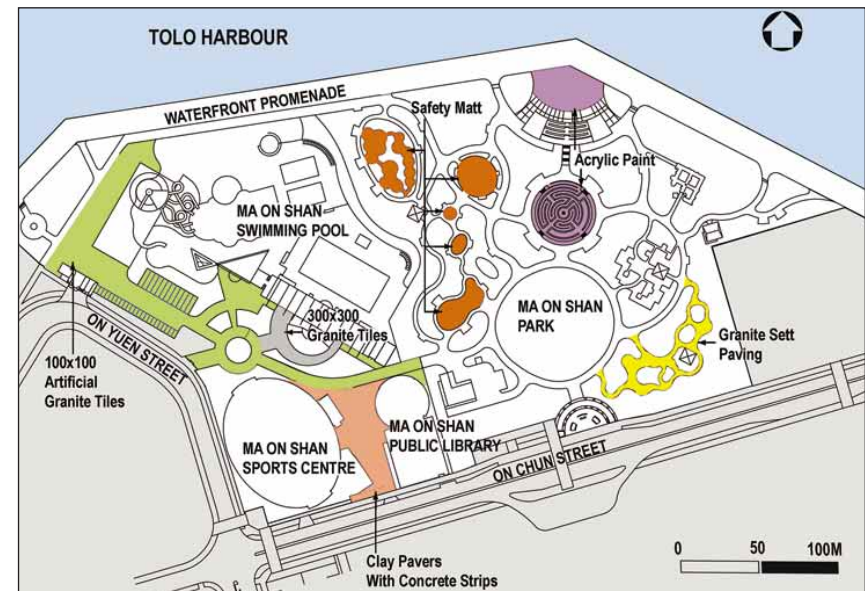 TOLO HARBOUR
WATERFRONT PROMENADE
Safety Matt
Acrylic Paint
MA ON SHAN
SWIMMING POOL
300x300
Granite Tiles
MA ON SHAN
PARK
Granite Sett
Paving
ON YUEN STREET
100x100
Artificial
Granite Tiles
MA ON SHAN
PUBLIC LIBRARY
MA ON SHAN
SPORTS CENTRE
ON CHUN STREET
Clay Pavers
With Concrete Strips
0 50 100M